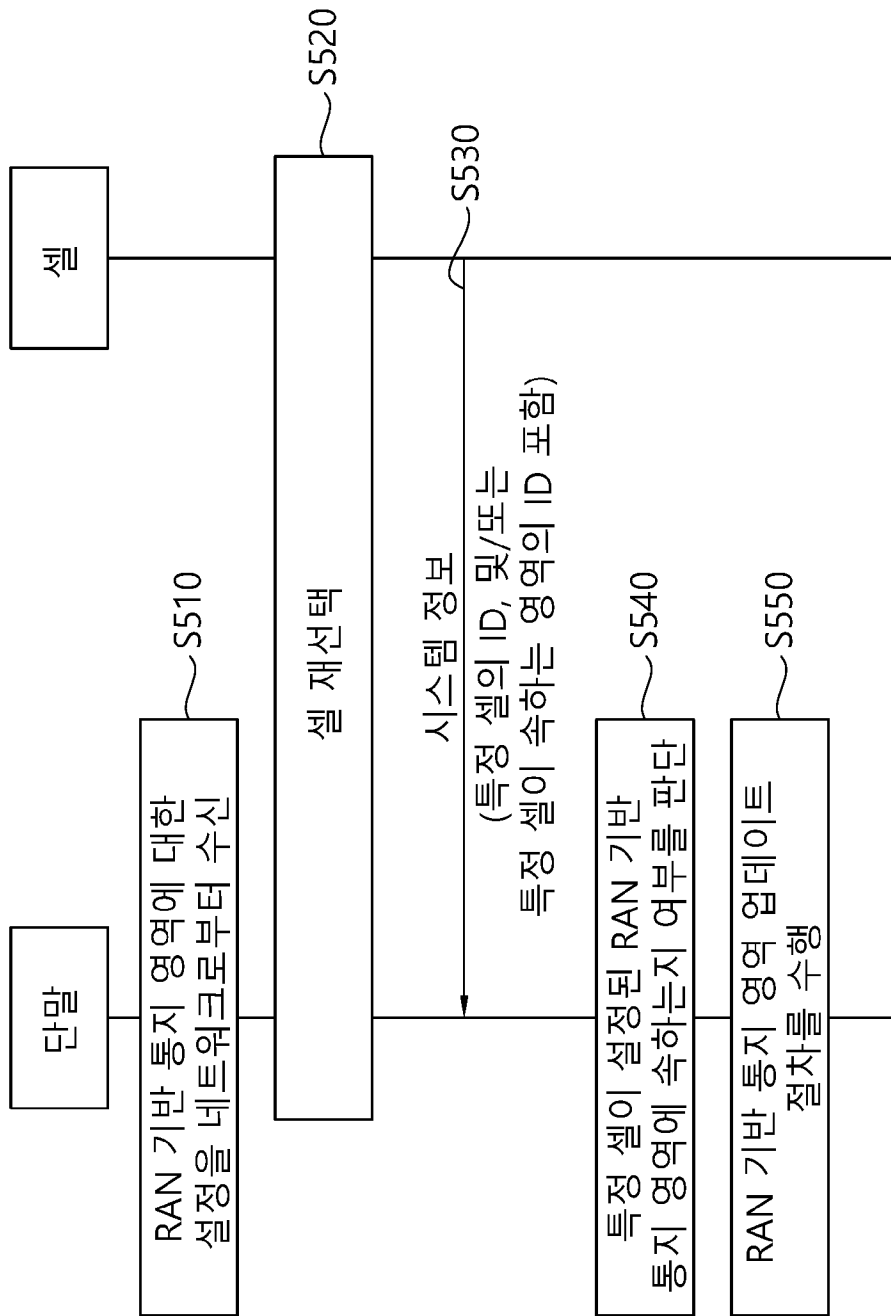 단말
셀
RAN 기반 통지 영역에 대한
설정을 네트워크로부터 수신
S510
셀 재선택
S520
시스템 정보
(특정 셀의 ID, 및/또는
특정 셀이 속하는 영역의 ID 포함)
S530
특정 셀이 설정된 RAN 기반
통지 영역에 속하는지 여부를 판단
S540
RAN 기반 통지 영역 업데이트
절차를 수행
S550